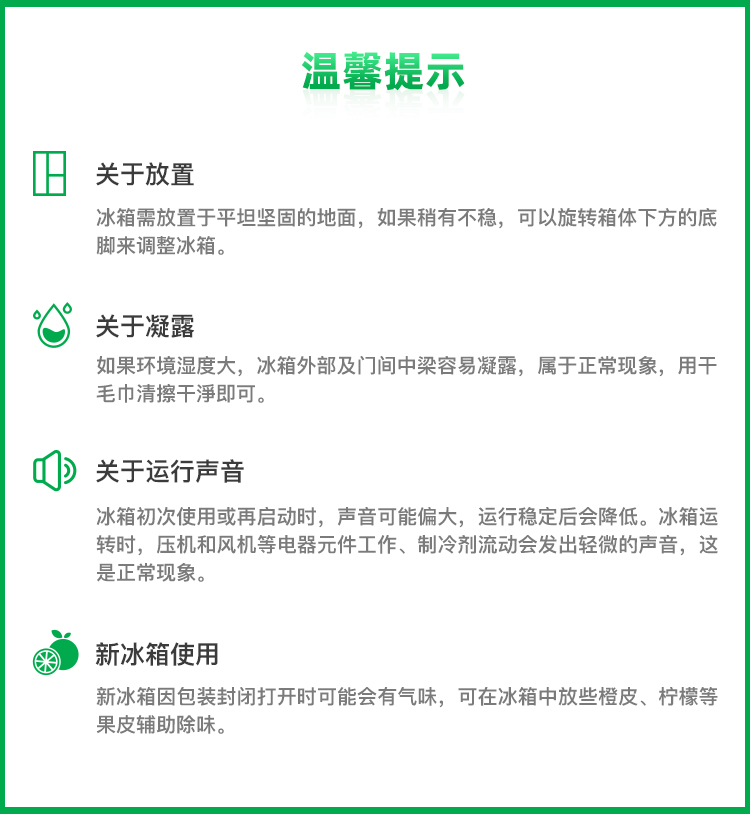 温馨提示
关于放置
冰箱需放置于平坦坚固的地面，如果稍有不稳，可以旋转箱体下方的底
脚来调整冰箱。
关于凝露
如果环境湿度大，冰箱外部及门间中梁容易凝露，属于正常现象，用干
毛巾清擦干淨即可。
关于运行声音
冰箱初次使用或再启动时，声音可能偏大，运行稳定后会降低。冰箱运
转时，压机和风机等电器元件工作、制冷剂流动会发出轻微的声音，这
是正常现象。
新冰箱使用
新冰箱因包装封闭打开时可能会有气味，可在冰箱中放些橙皮、柠檬等
果皮辅助除味。